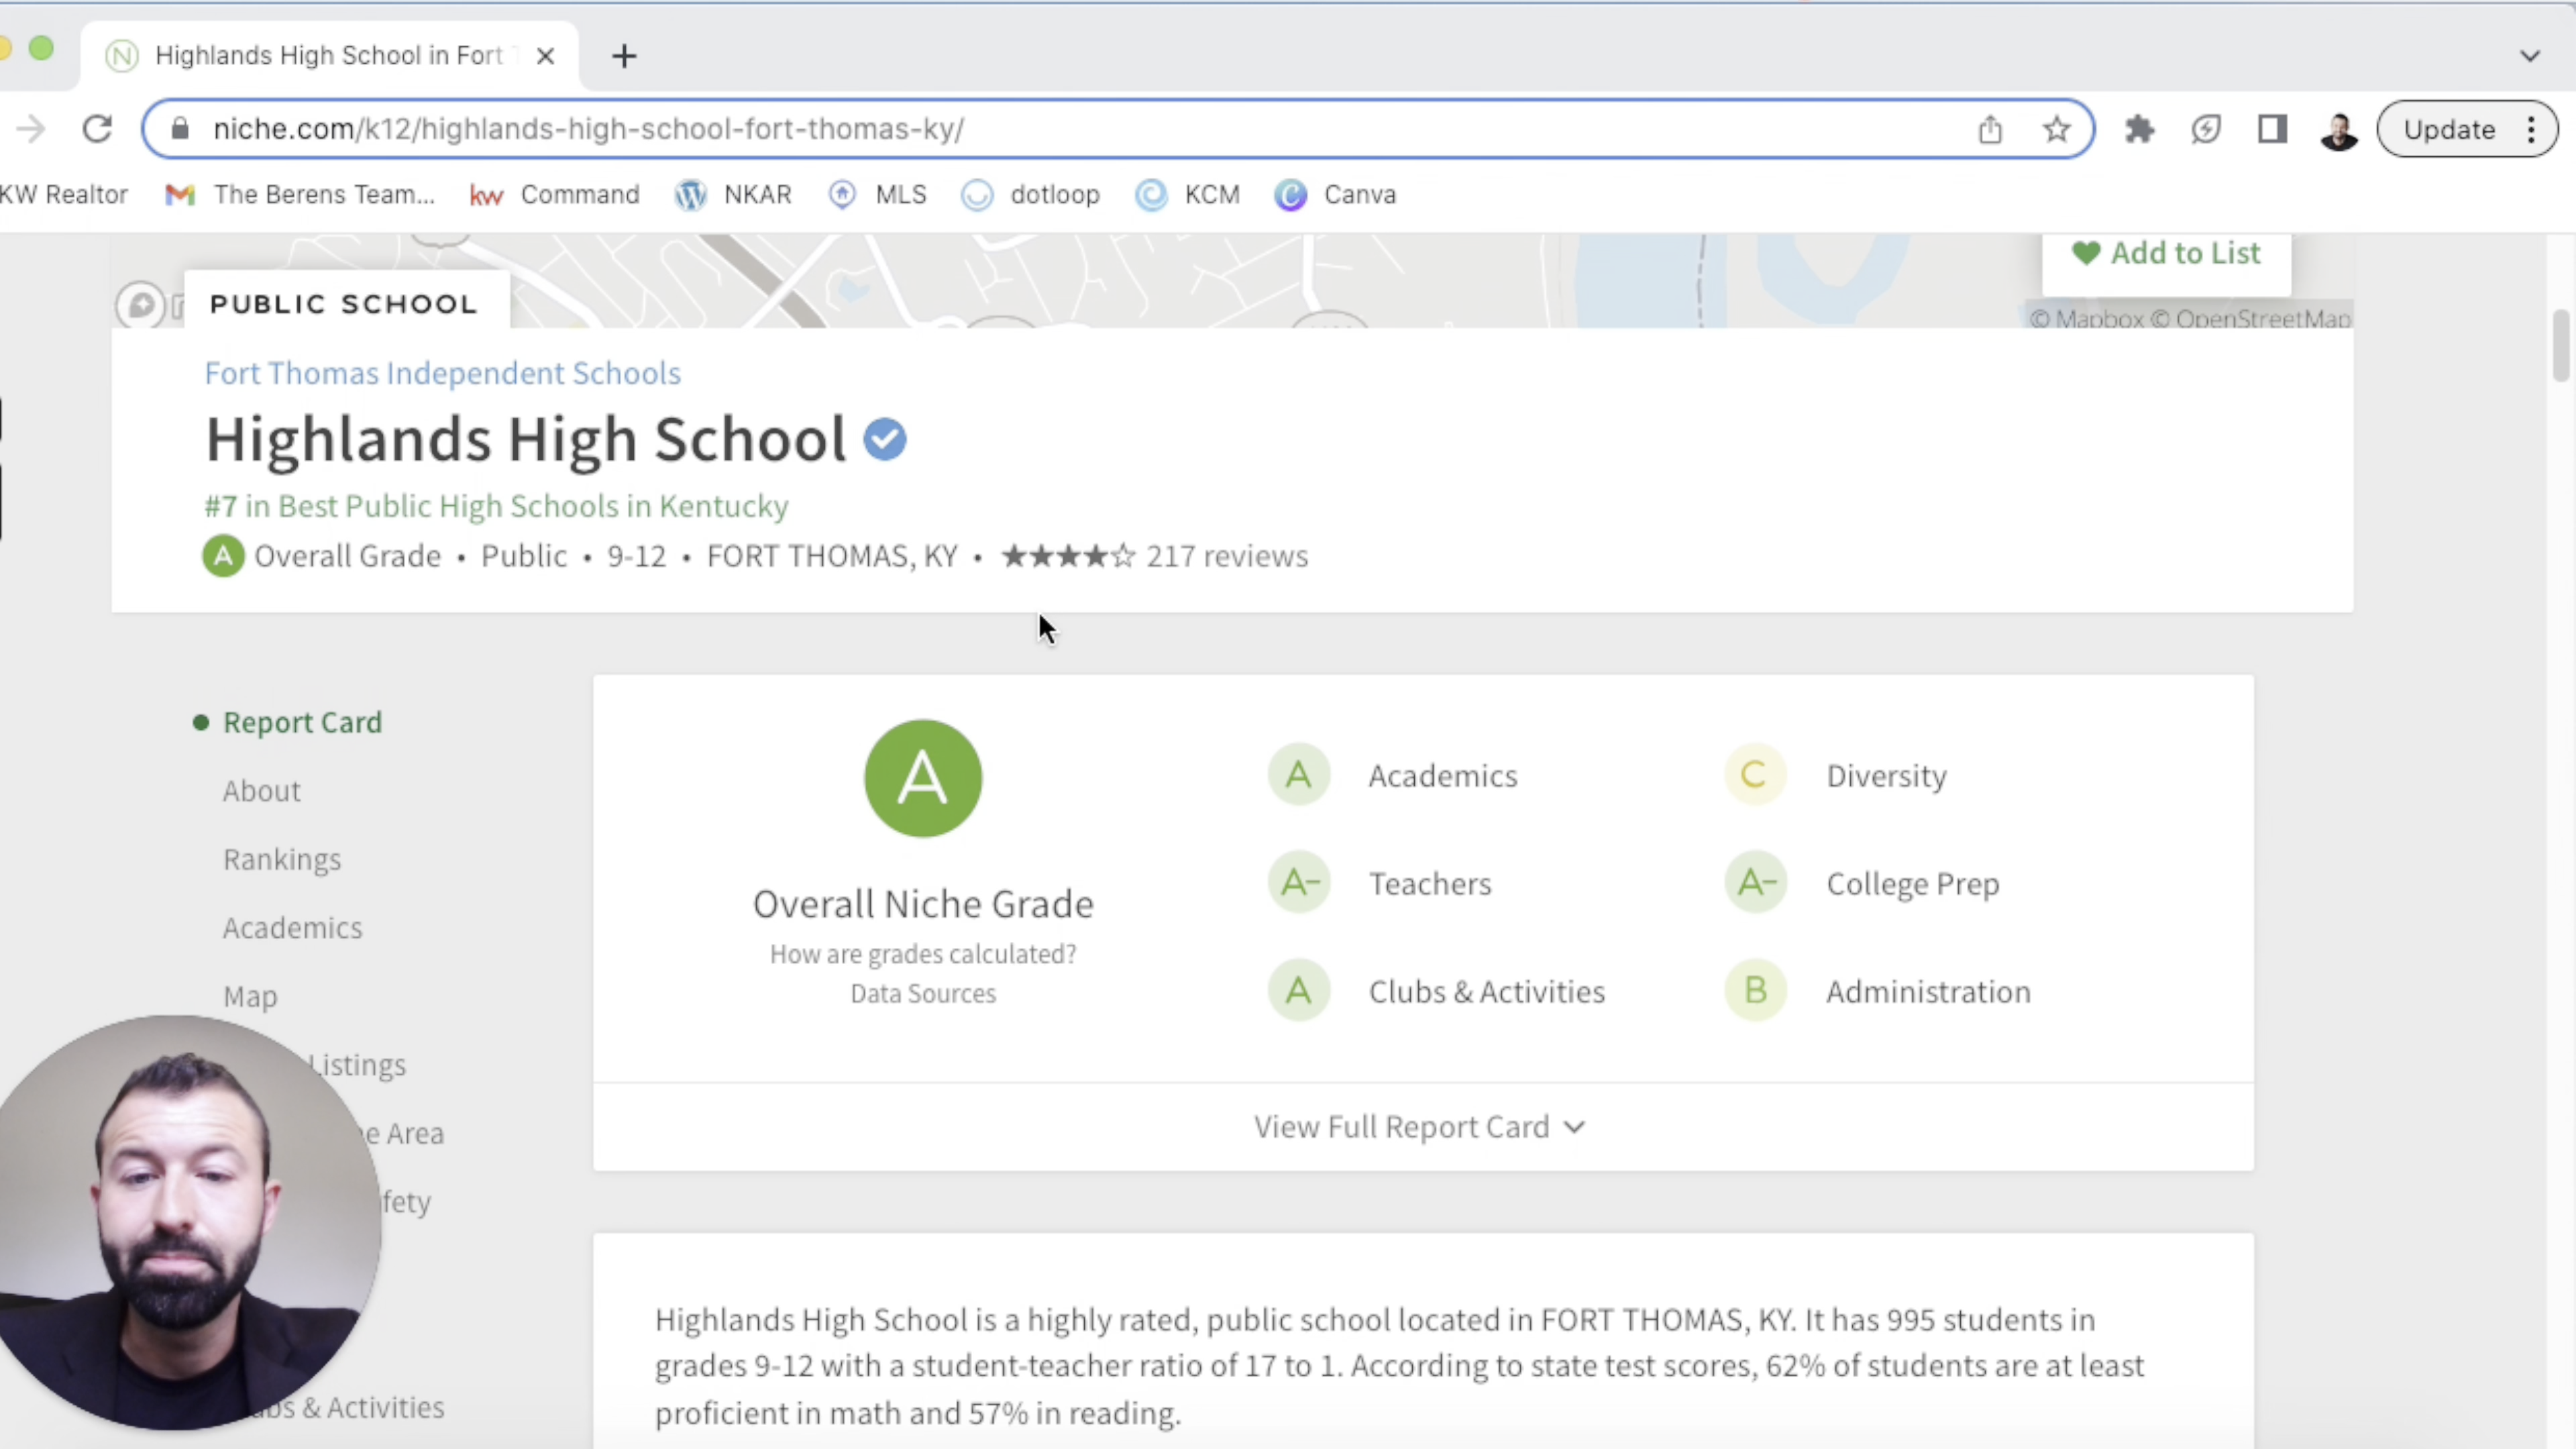 Highlands High School in Fort
niche.com/k12/highlands-high-school-fort-thomas-ky/
Update
KW Realtor
The Berens Team...
kw Command
NKAR
MLS
dotloop
KCM
Canva
Add to List
PUBLIC SCHOOL
© Mapbox © OpenStreetMap
Fort Thomas Independent Schools
Highlands High School
#7 in Best Public High Schools in Kentucky
A Overall Grade • Public • 9-12 • FORT THOMAS, KY • ★★★★☆ 217 reviews
Report Card
About
Rankings
Academics
Map
Listings
Area
& Activities
A
Overall Niche Grade
How are grades calculated?
Data Sources
A Academics
C Diversity
A- Teachers
A- College Prep
A Clubs & Activities
B Administration
View Full Report Card
Highlands High School is a highly rated, public school located in FORT THOMAS, KY. It has 995 students in
grades 9-12 with a student-teacher ratio of 17 to 1. According to state test scores, 62% of students are at least
proficient in math and 57% in reading.